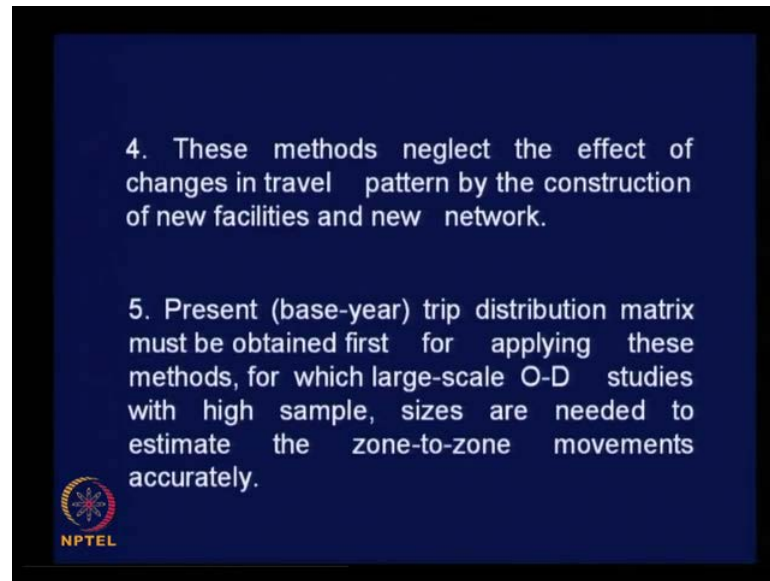 4. These methods neglect the effect of
changes in travel pattern by the construction
of new facilities and new network.
5. Present (base-year) trip distribution matrix
must be obtained first for applying these
methods, for which large-scale O-D studies
with high sample, sizes are needed to
estimate the zone-to-zone movements
accurately.
NPTEL